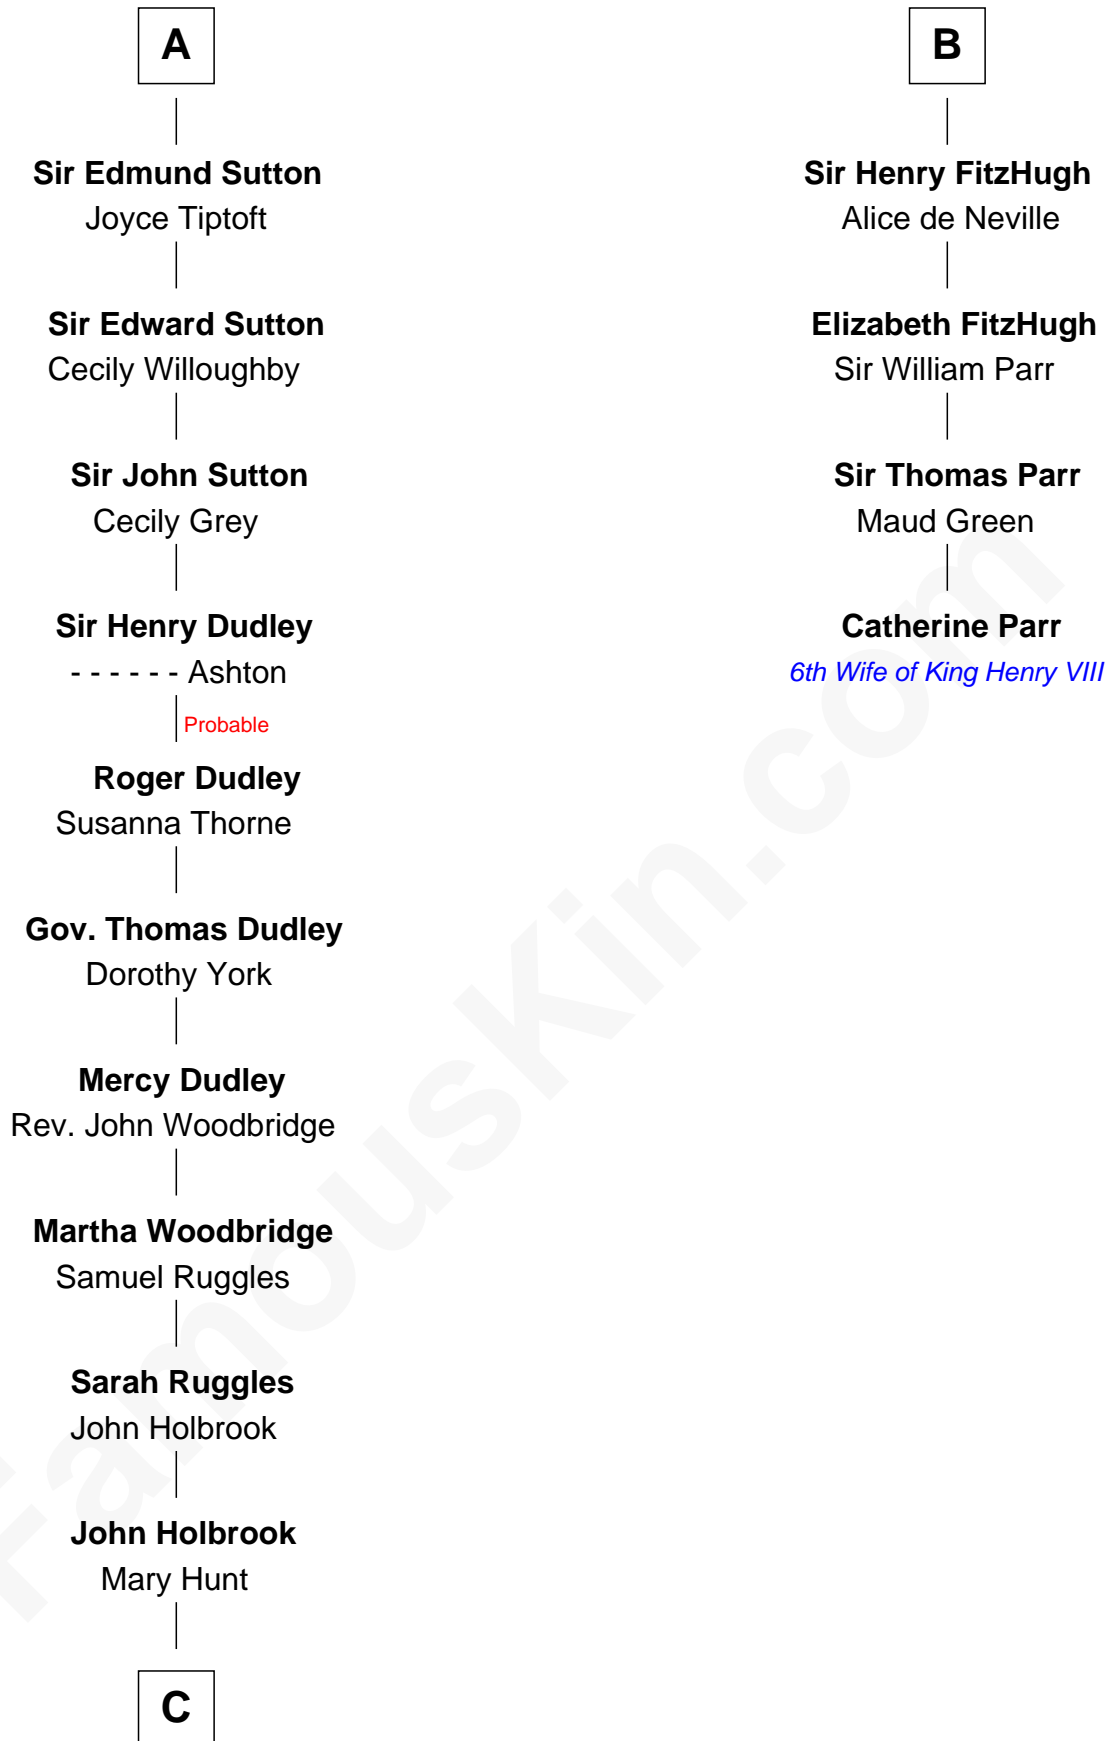 A
Sir Edmund Sutton
Joyce Tiptoft
Sir Edward Sutton
Cecily Willoughby
Sir John Sutton
Cecily Grey
Sir Henry Dudley
- - - - - - Ashton
Probable
Roger Dudley
Susanna Thorne
Gov. Thomas Dudley
Dorothy York
Mercy Dudley
Rev. John Woodbridge
Martha Woodbridge
Samuel Ruggles
Sarah Ruggles
John Holbrook
John Holbrook
Mary Hunt
C
B
Sir Henry FitzHugh
Alice de Neville
Elizabeth FitzHugh
Sir William Parr
Sir Thomas Parr
Maud Green
Catherine Parr
6th Wife of King Henry VIII
FamousKin.com